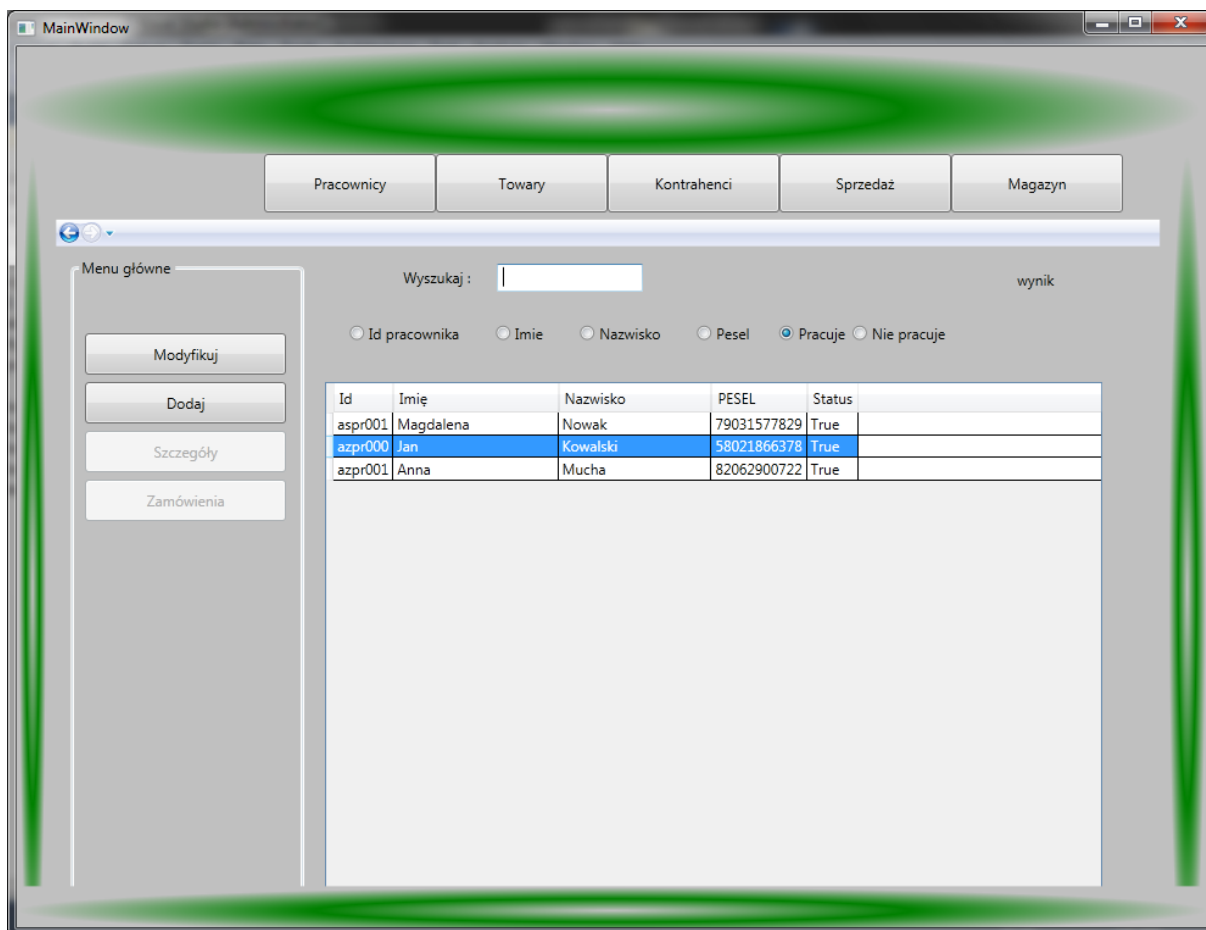 MainWindow
Pracownicy Towary Kontrahenci Sprzedaż Magazyn
Menu główne
Wyszukaj : wynik
Id pracownika Imie Nazwisko Pesel Pracuje Nie pracuje
Modyfikuj
Dodaj
Szczegóły
Zamówienia
Id Imię Nazwisko PESEL Status
aspr001 Magdalena Nowak 79031577829 True
azpr000 Jan Kowalski 58021866378 True
azpr001 Anna Mucha 82062900722 True